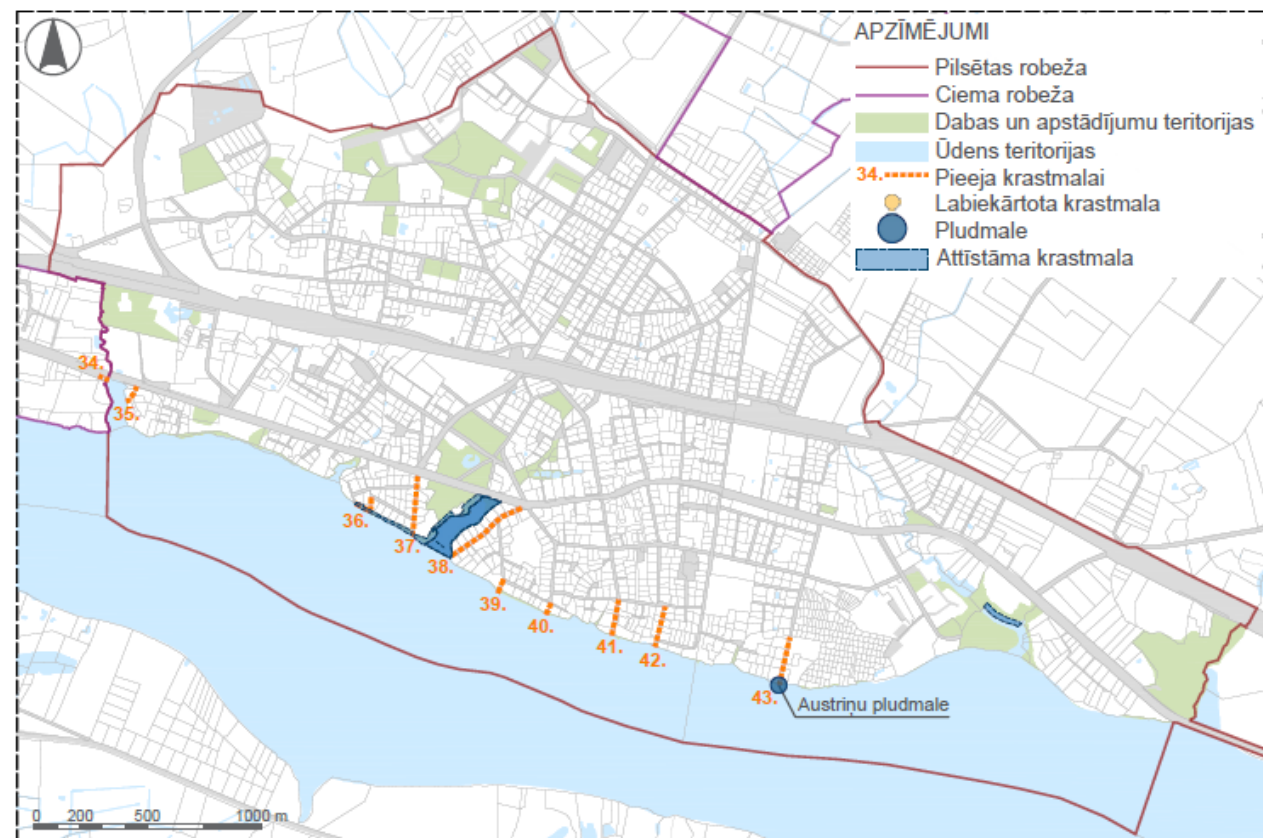 APZĪMĒJUMI
Pilsētas robeža
Ciema robeža
Dabas un apstādījumu teritorijas
Ūdens teritorijas
34. Pieeja krastmalai
Labiekārtota krastmala
Pludmale
Attīstāma krastmala
34.
35.
36.
37.
38.
39.
40.
41.
42.
43.
Austriņu pludmale
0 200 500 1000 m